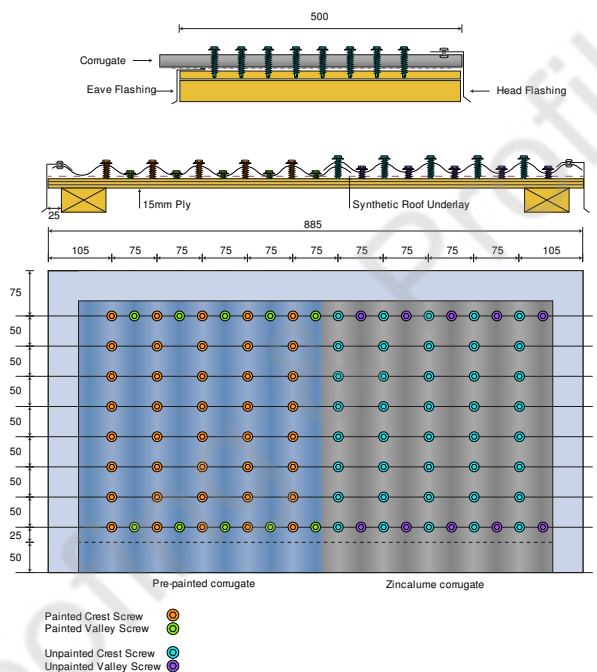 500
Corrugate
Eave Flashing
Head Flashing
25
15mm Ply
Synthetic Roof Underlay
885
105 75 75 75 75 75 75 75 75 75 105
75
50
50
50
50
50
50
50
25
50
Pre-painted corrugate
Zincalume corrugate
Painted Crest Screw
Painted Valley Screw
Unpainted Crest Screw
Unpainted Valley Screw